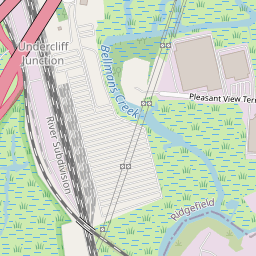 Undercliff
Junction
Bellmans Creek
Pleasant View Terr
River Subdivision
Ridgefield